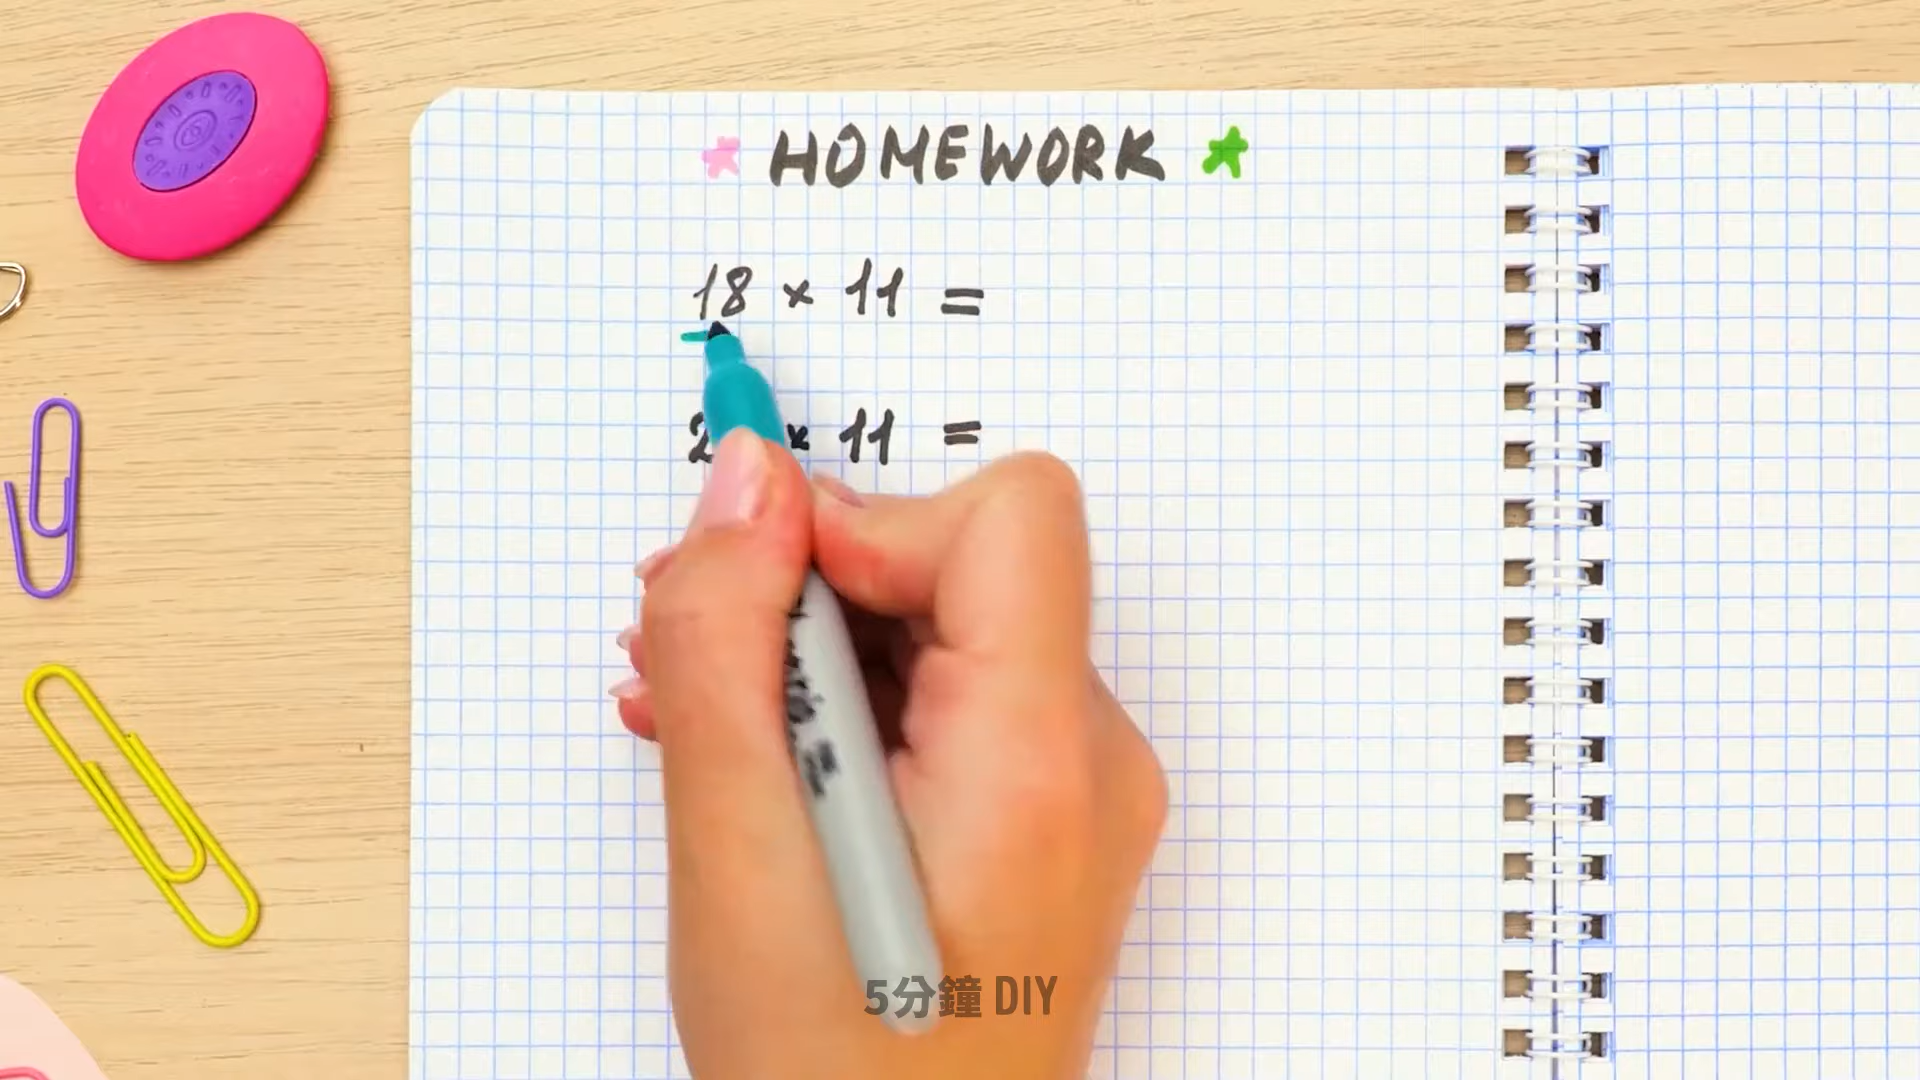 HOMEWORK
18 × 11 =
× 11 =
5分鐘 DIY